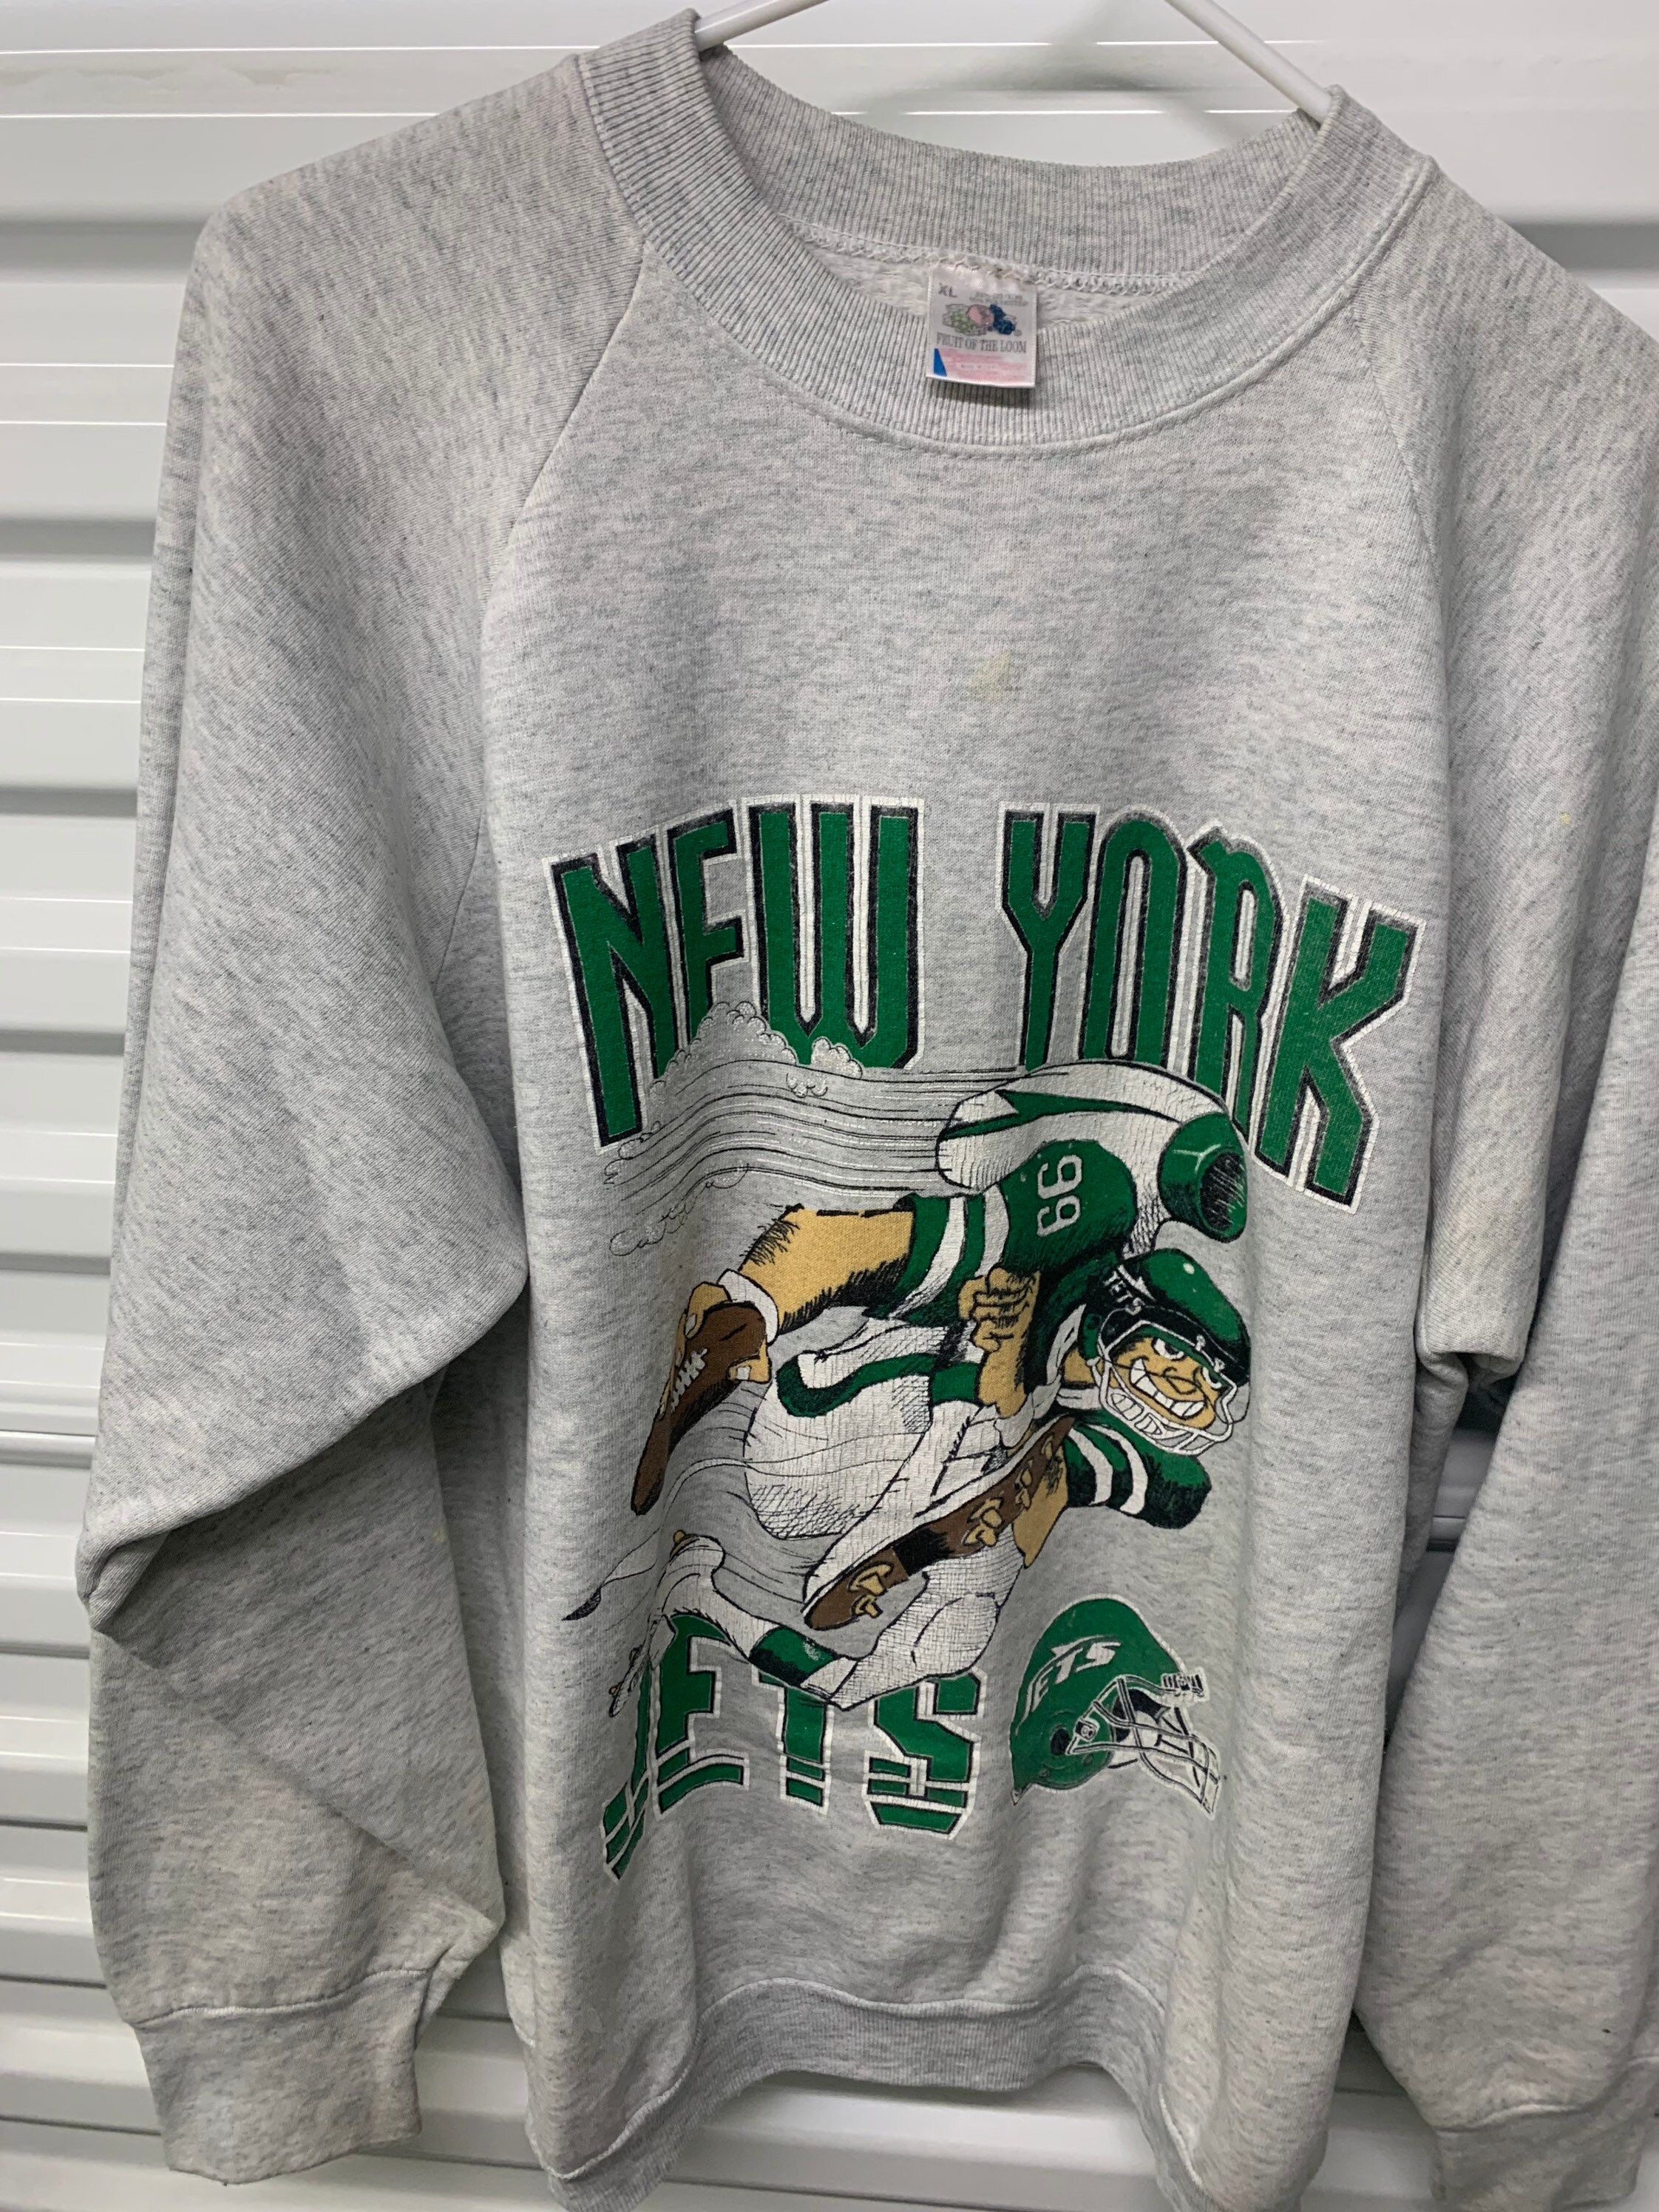 XL
FRUIT OF THE LOOM
NEW YORK
99
JETS
JETS
JETS